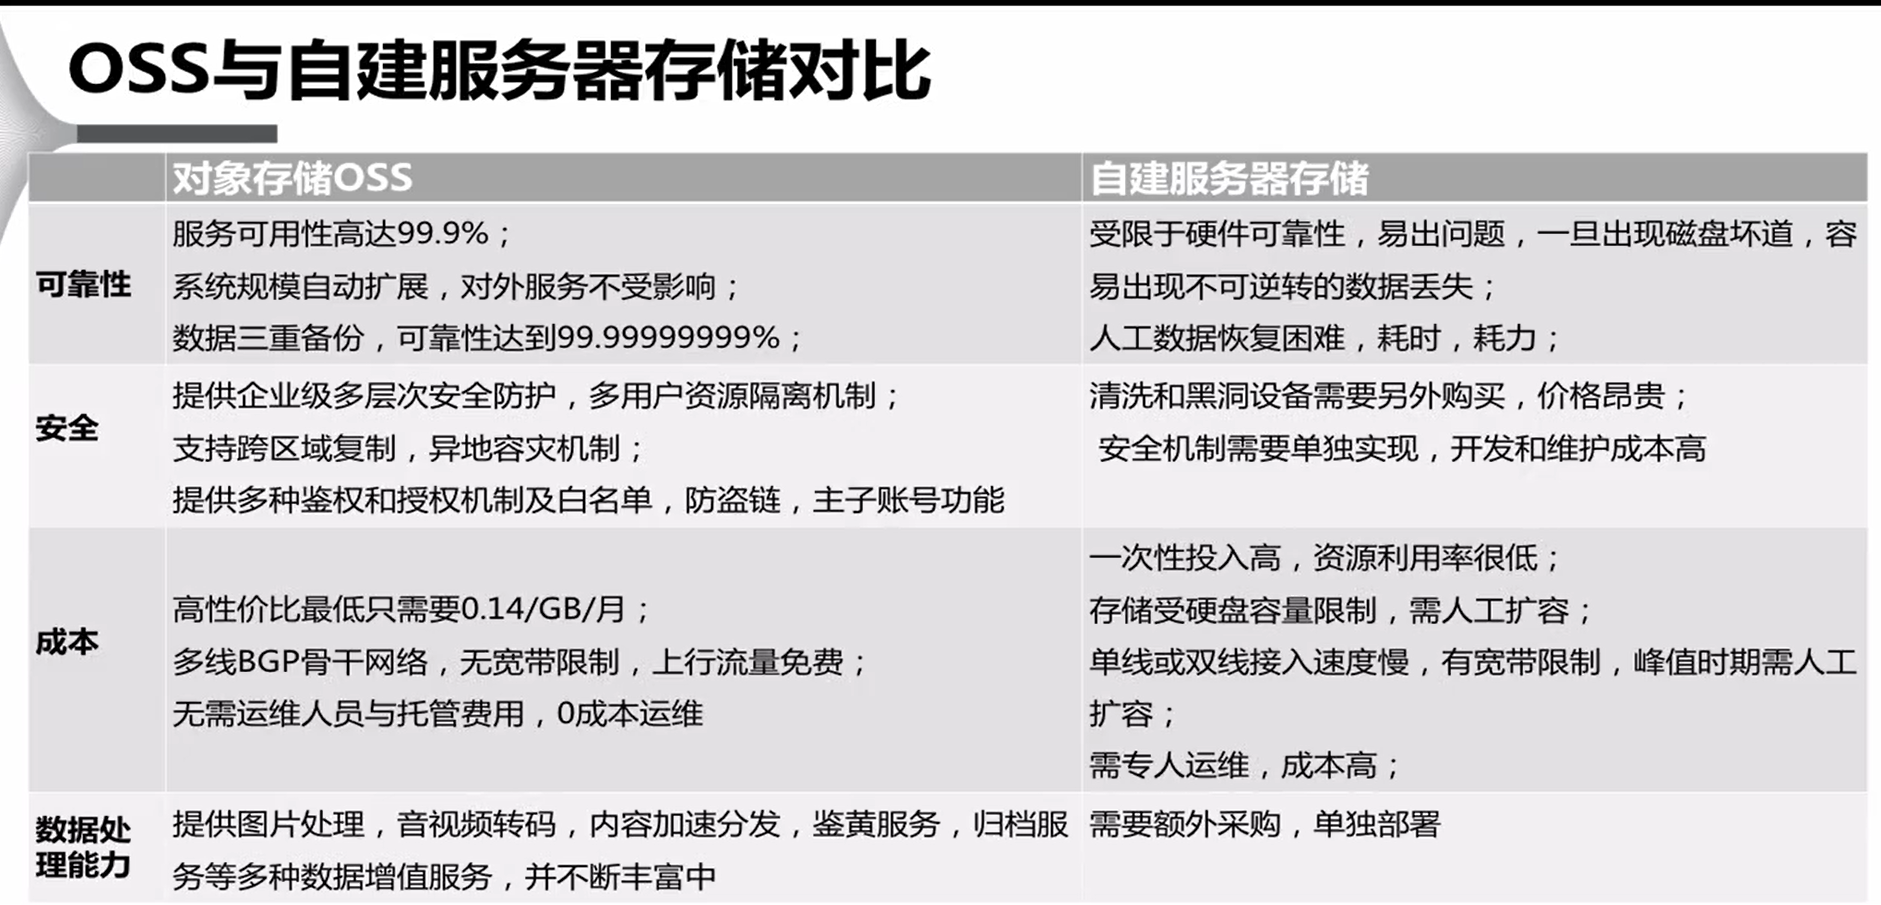 OSS与自建服务器存储对比
对象存储OSS
自建服务器存储
可靠性
服务可用性高达99.9%；
系统规模自动扩展，对外服务不受影响；
数据三重备份，可靠性达到99.99999999%；
受限于硬件可靠性，易出问题，一旦出现磁盘坏道，容
易出现不可逆转的数据丢失；
人工数据恢复困难，耗时，耗力；
安全
提供企业级多层次安全防护，多用户资源隔离机制；
支持跨区域复制，异地容灾机制；
提供多种鉴权和授权机制及白名单，防盗链，主子账号功能
清洗和黑洞设备需要另外购买，价格昂贵；
安全机制需要单独实现，开发和维护成本高
成本
高性价比最低只需要0.14/GB/月；
多线BGP骨干网络，无宽带限制，上行流量免费；
无需运维人员与托管费用，0成本运维
一次性投入高，资源利用率很低；
存储受硬盘容量限制，需人工扩容；
单线或双线接入速度慢，有宽带限制，峰值时期需人工
扩容；
需专人运维，成本高；
数据处
理能力
提供图片处理，音视频转码，内容加速分发，鉴黄服务，归档服
务等多种数据增值服务，并不断丰富中
需要额外采购，单独部署